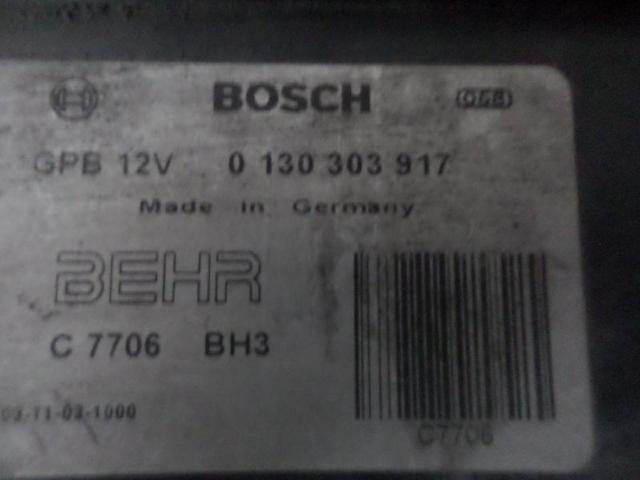 BOSCH
GPB 12V 0 130 303 917
Made in Germany
BEHR
C 7706 BH3
C7706